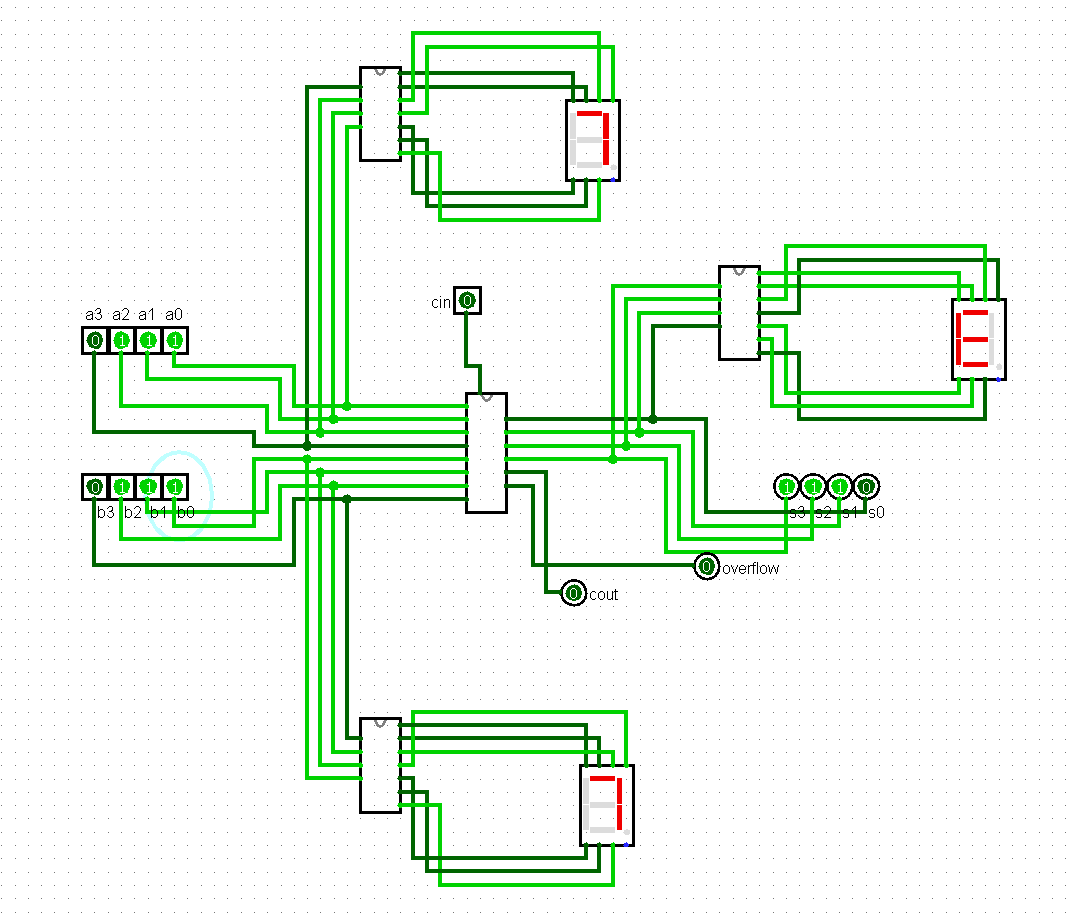 cin
0
a3 a2 a1 a0
0 1 1 1
0 1 1 1
b3 b2 b1 b0
1 1 1 0
s3 s2 s1 s0
0 overflow
0 cout